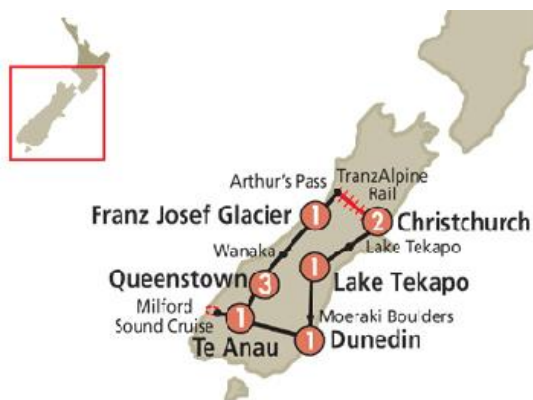 Arthur's Pass
TranzAlpine
Rail
Franz Josef Glacier
1
2
Christchurch
Wanaka
Lake Tekapo
1
Lake Tekapo
Queenstown
3
Milford
Sound Cruise
1
Te Anau
Moeraki Boulders
1
Dunedin